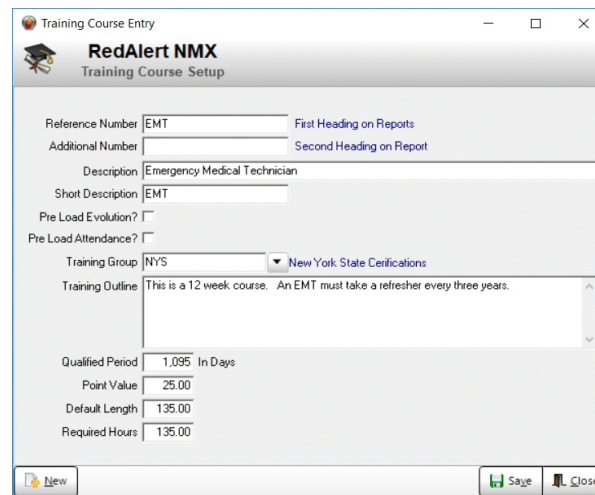 Training Course Entry
RedAlert NMX
Training Course Setup
Reference Number EMT First Heading on Reports
Additional Number Second Heading on Report
Description Emergency Medical Technician
Short Description EMT
Pre Load Evolution?
Pre Load Attendance?
Training Group NYS New York State Cerifications
Training Outline This is a 12 week course. An EMT must take a refresher every three years.
Qualified Period 1,095 In Days
Point Value 25.00
Default Length 135.00
Required Hours 135.00
New Save Close